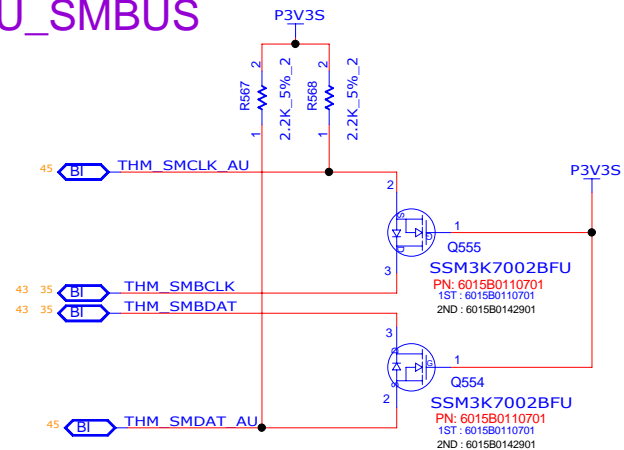 U_SMBUS
P3V3S
2
2
R567
2.2K_5%_2
R568
2.2K_5%_2
1
1
45 BI THM_SMCLK_AU
P3V3S
2
S
G
D
1
Q555
3
SSM3K7002BFU
PN: 6015B0110701
1ST : 6015B0110701
2ND : 6015B0142901
43 35 BI THM_SMBCLK
43 35 BI THM_SMBDAT
3
D
G
S
1
Q554
2
SSM3K7002BFU
PN: 6015B0110701
1ST : 6015B0110701
2ND : 6015B0142901
45 BI THM_SMDAT_AU